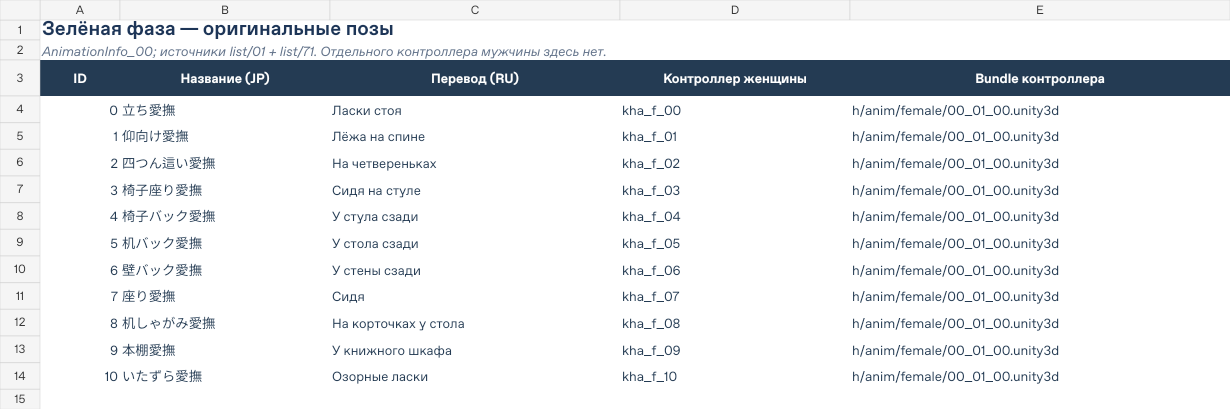 A B C D E
1 Зелёная фаза — оригинальные позы
2 AnimationInfo_00; источники list/01 + list/71. Отдельного контроллера мужчины здесь нет.
3 ID Название (JP) Перевод (RU) Контроллер женщины Bundle контроллера
4 0 立ち愛撫 Ласки стоя kha_f_00 h/anim/female/00_01_00.unity3d
5 1 仰向け愛撫 Лёжа на спине kha_f_01 h/anim/female/00_01_00.unity3d
6 2 四つん這い愛撫 На четвереньках kha_f_02 h/anim/female/00_01_00.unity3d
7 3 椅子座り愛撫 Сидя на стуле kha_f_03 h/anim/female/00_01_00.unity3d
8 4 椅子バック愛撫 У стула сзади kha_f_04 h/anim/female/00_01_00.unity3d
9 5 机バック愛撫 У стола сзади kha_f_05 h/anim/female/00_01_00.unity3d
10 6 壁バック愛撫 У стены сзади kha_f_06 h/anim/female/00_01_00.unity3d
11 7 座り愛撫 Сидя kha_f_07 h/anim/female/00_01_00.unity3d
12 8 机しゃがみ愛撫 На корточках у стола kha_f_08 h/anim/female/00_01_00.unity3d
13 9 本棚愛撫 У книжного шкафа kha_f_09 h/anim/female/00_01_00.unity3d
14 10 いたずら愛撫 Озорные ласки kha_f_10 h/anim/female/00_01_00.unity3d
15